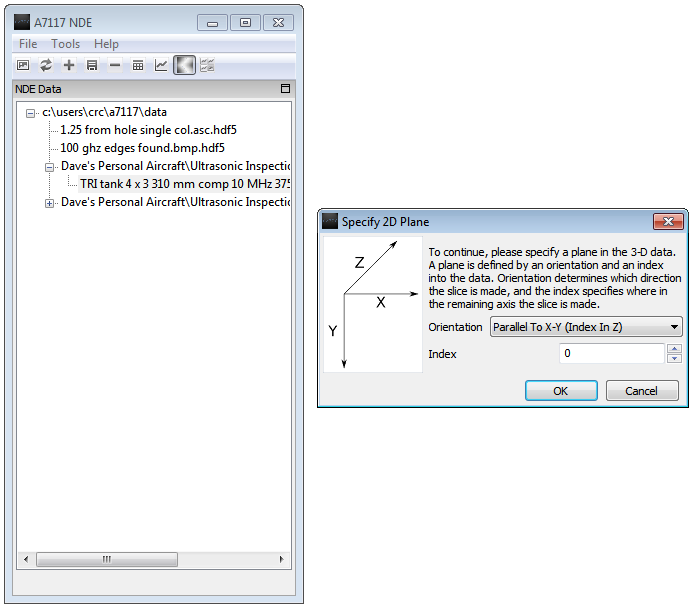 A7117 NDE
File Tools Help
NDE Data
c:\users\crc\a7117\data
1.25 from hole single col.asc.hdf5
100 ghz edges found.bmp.hdf5
Dave's Personal Aircraft\Ultrasonic Inspectio
TRI tank 4 x 3 310 mm comp 10 MHz 375
Dave's Personal Aircraft\Ultrasonic Inspectio
Specify 2D Plane
Z
X
Y
To continue, please specify a plane in the 3-D data.
A plane is defined by an orientation and an index
into the data. Orientation determines which direction
the slice is made, and the index specifies where in
the remaining axis the slice is made.
Orientation Parallel To X-Y (Index In Z)
Index 0
OK Cancel